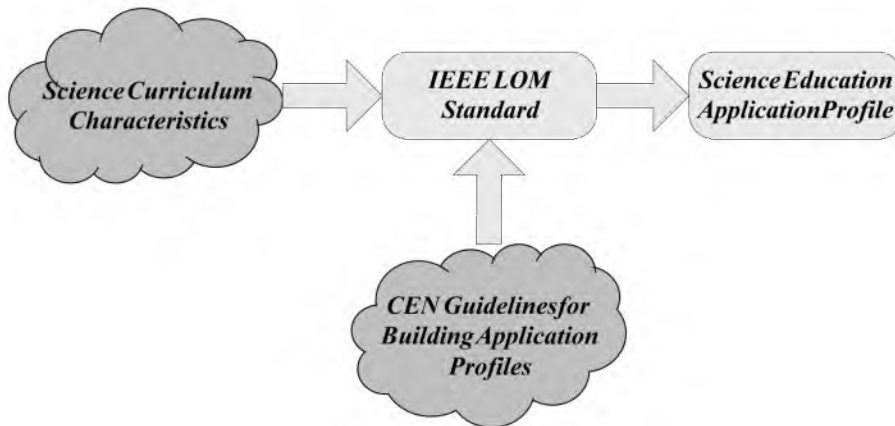 Science Curriculum
Characteristics
IEEE LOM
Standard
Science Education
Application Profile
CEN Guidelines for
Building Application
Profiles